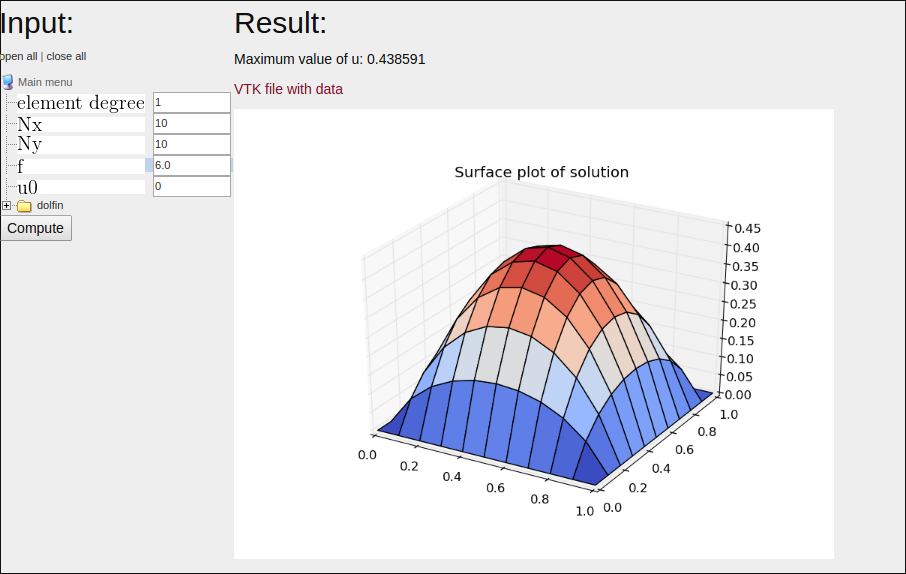 Input:
open all | close all
Main menu
element degree 1
Nx 10
Ny 10
f 6.0
u0 0
dolfin
Compute
Result:
Maximum value of u: 0.438591
VTK file with data
Surface plot of solution
0.45
0.40
0.35
0.30
0.25
0.20
0.15
0.10
0.05
0.00
0.0
0.2
0.4
0.6
0.8
1.0
0.0
0.2
0.4
0.6
0.8
1.0